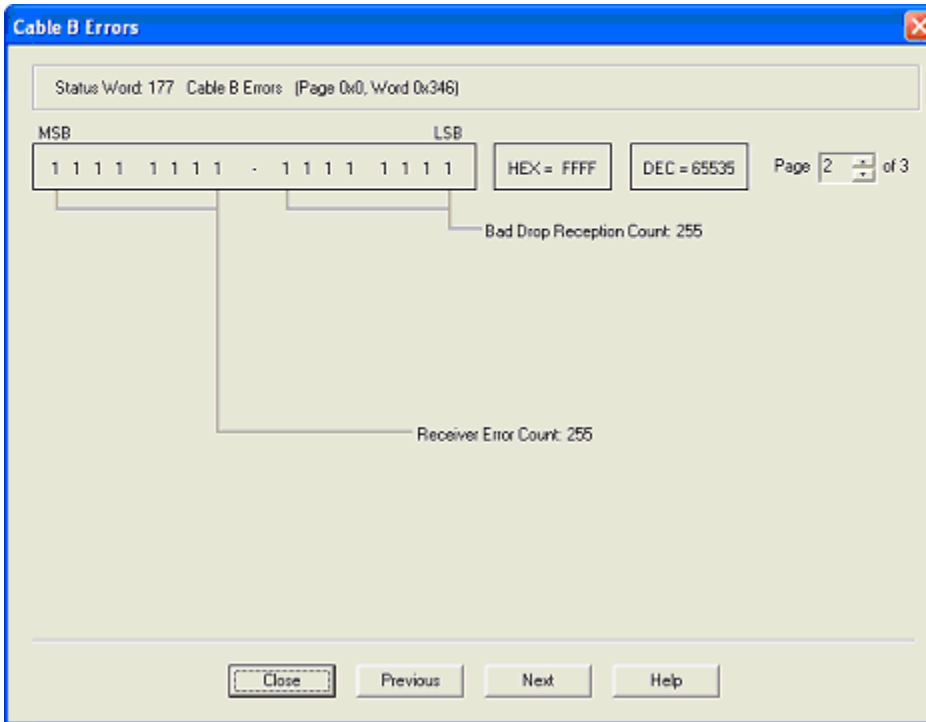 Cable B Errors
Status Word: 177 Cable B Errors (Page 0x0, Word 0x346)
MSB LSB
1 1 1 1 1 1 1 1 - 1 1 1 1 1 1 1 1 HEX = FFFF DEC = 65535 Page 2 of 3
Bad Drop Reception Count: 255
Receiver Error Count: 255
Close Previous Next Help